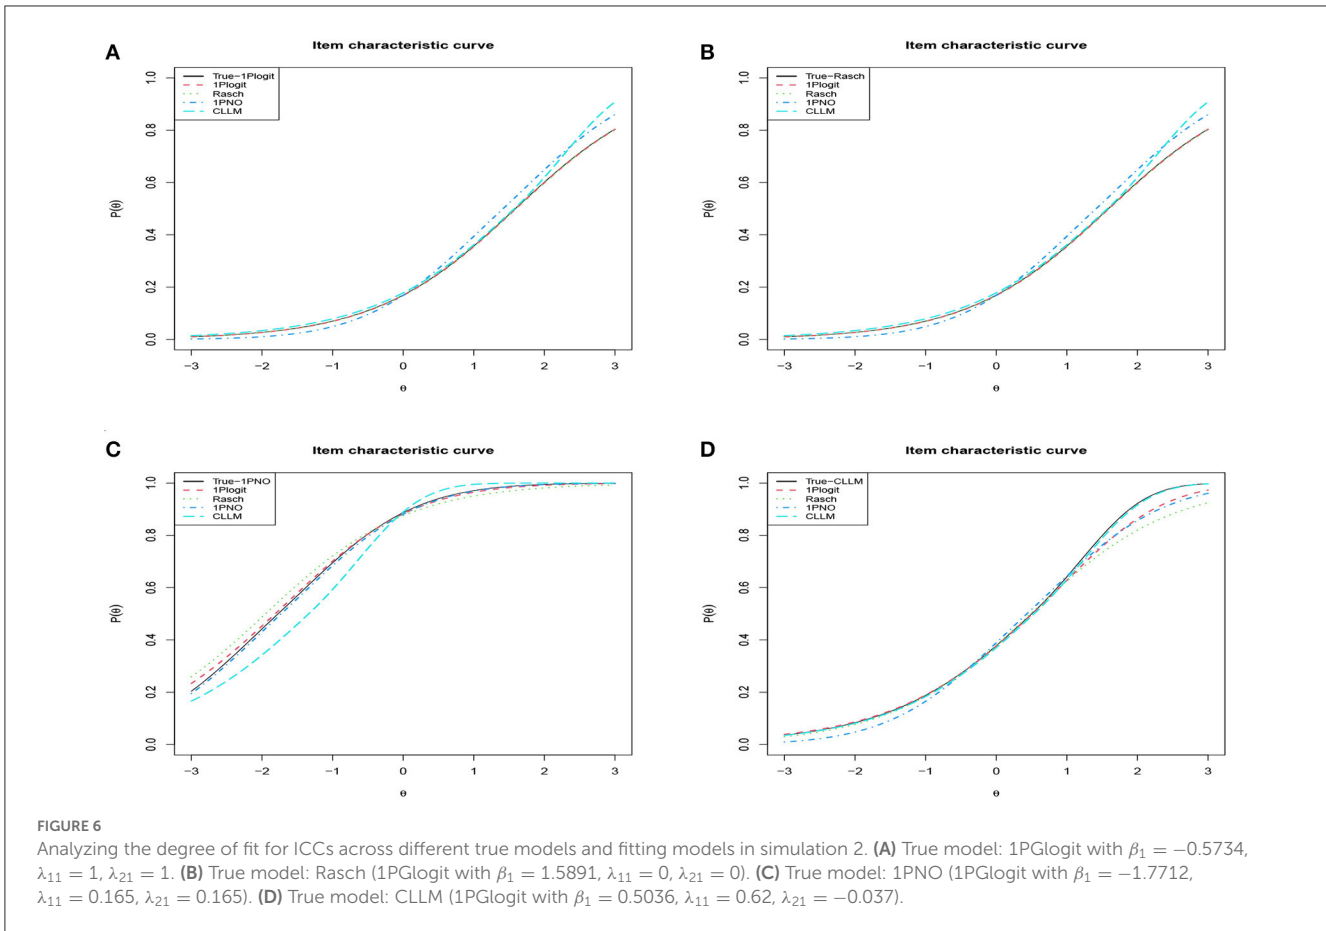 A
Item characteristic curve
True−1Plogit
1Plogit
Rasch
1PNO
CLLM
P(θ)
0.0
0.2
0.4
0.6
0.8
1.0
−3 −2 −1 0 1 2 3
θ
B
Item characteristic curve
True−Rasch
1Plogit
Rasch
1PNO
CLLM
P(θ)
0.0
0.2
0.4
0.6
0.8
1.0
−3 −2 −1 0 1 2 3
θ
C
Item characteristic curve
True−1PNO
1Plogit
Rasch
1PNO
CLLM
P(θ)
0.0
0.2
0.4
0.6
0.8
1.0
−3 −2 −1 0 1 2 3
θ
D
Item characteristic curve
True−CLLM
1Plogit
Rasch
1PNO
CLLM
P(θ)
0.0
0.2
0.4
0.6
0.8
1.0
−3 −2 −1 0 1 2 3
θ
FIGURE 6
Analyzing the degree of fit for ICCs across different true models and fitting models in simulation 2. (A) True model: 1PGlogit with β₁ = −0.5734,
λ₁₁ = 1, λ₂₁ = 1. (B) True model: Rasch (1PGlogit with β₁ = 1.5891, λ₁₁ = 0, λ₂₁ = 0). (C) True model: 1PNO (1PGlogit with β₁ = −1.7712,
λ₁₁ = 0.165, λ₂₁ = 0.165). (D) True model: CLLM (1PGlogit with β₁ = 0.5036, λ₁₁ = 0.62, λ₂₁ = −0.037).